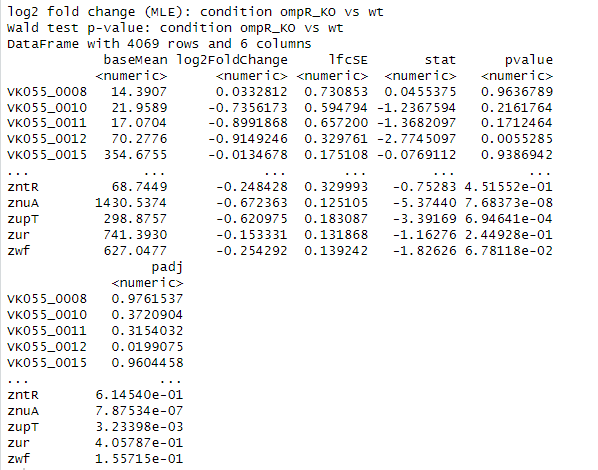 log2 fold change (MLE): condition ompR_KO vs wt
Wald test p-value: condition ompR_KO vs wt
DataFrame with 4069 rows and 6 columns
baseMean log2FoldChange lfcSE stat pvalue
<numeric> <numeric> <numeric> <numeric> <numeric>
VK055_0008 14.3907 0.0332812 0.730853 0.0455375 0.9636789
VK055_0010 21.9589 -0.7356173 0.594794 -1.2367594 0.2161764
VK055_0011 17.0704 -0.8991868 0.657200 -1.3682097 0.1712464
VK055_0012 70.2776 -0.9149246 0.329761 -2.7745097 0.0055285
VK055_0015 354.6755 -0.0134678 0.175108 -0.0769112 0.9386942
... ... ... ... ... ...
zntR 68.7449 -0.248428 0.329993 -0.75283 4.51552e-01
znuA 1430.5374 -0.672363 0.125105 -5.37440 7.68373e-08
zupT 298.8757 -0.620975 0.183087 -3.39169 6.94641e-04
zur 741.3930 -0.153331 0.131868 -1.16276 2.44928e-01
zwf 627.0477 -0.254292 0.139242 -1.82626 6.78118e-02
padj
<numeric>
VK055_0008 0.9761537
VK055_0010 0.3720904
VK055_0011 0.3154032
VK055_0012 0.0199075
VK055_0015 0.9604458
... ...
zntR 6.14540e-01
znuA 7.87534e-07
zupT 3.23398e-03
zur 4.05787e-01
zwf 1.55715e-01